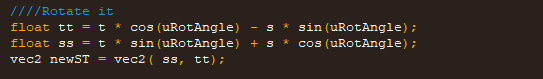 ////Rotate it
float tt = t * cos(uRotAngle) - s * sin(uRotAngle);
float ss = t * sin(uRotAngle) + s * cos(uRotAngle);
vec2 newST = vec2( ss, tt);